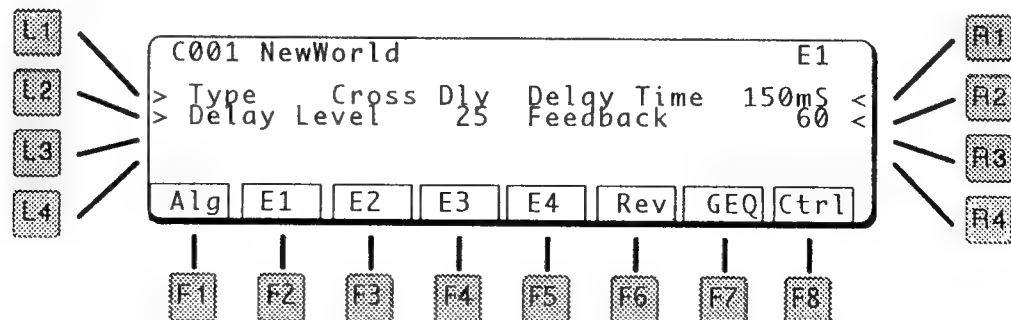 L1
L2
L3
L4
C001 NewWorld E1
> Type Cross Dly Delay Time 150mS <
> Delay Level 25 Feedback 60 <
Alg E1 E2 E3 E4 Rev GEQ Ctrl
R1
R2
R3
R4
F1 F2 F3 F4 F5 F6 F7 F8